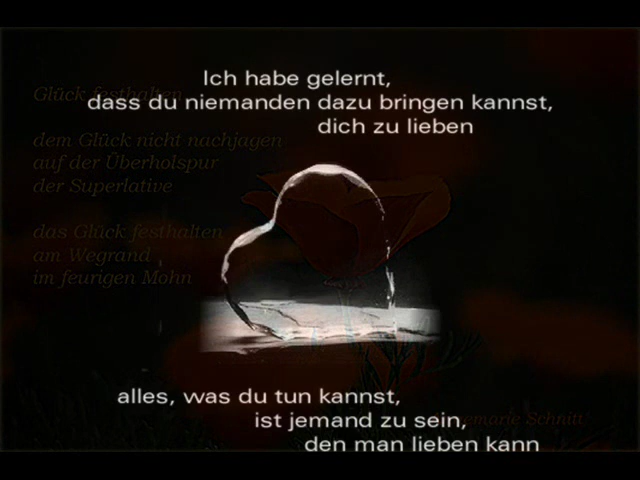 Ich habe gelernt,
dass du niemanden dazu bringen kannst,
dich zu lieben
Glück festhalten
dem Glück nicht nachjagen
auf der Überholspur
der Superlative
das Glück festhalten
am Wegrand
im feurigen Mohn
alles, was du tun kannst,
ist jemand zu sein,
den man lieben kann
Schnitt